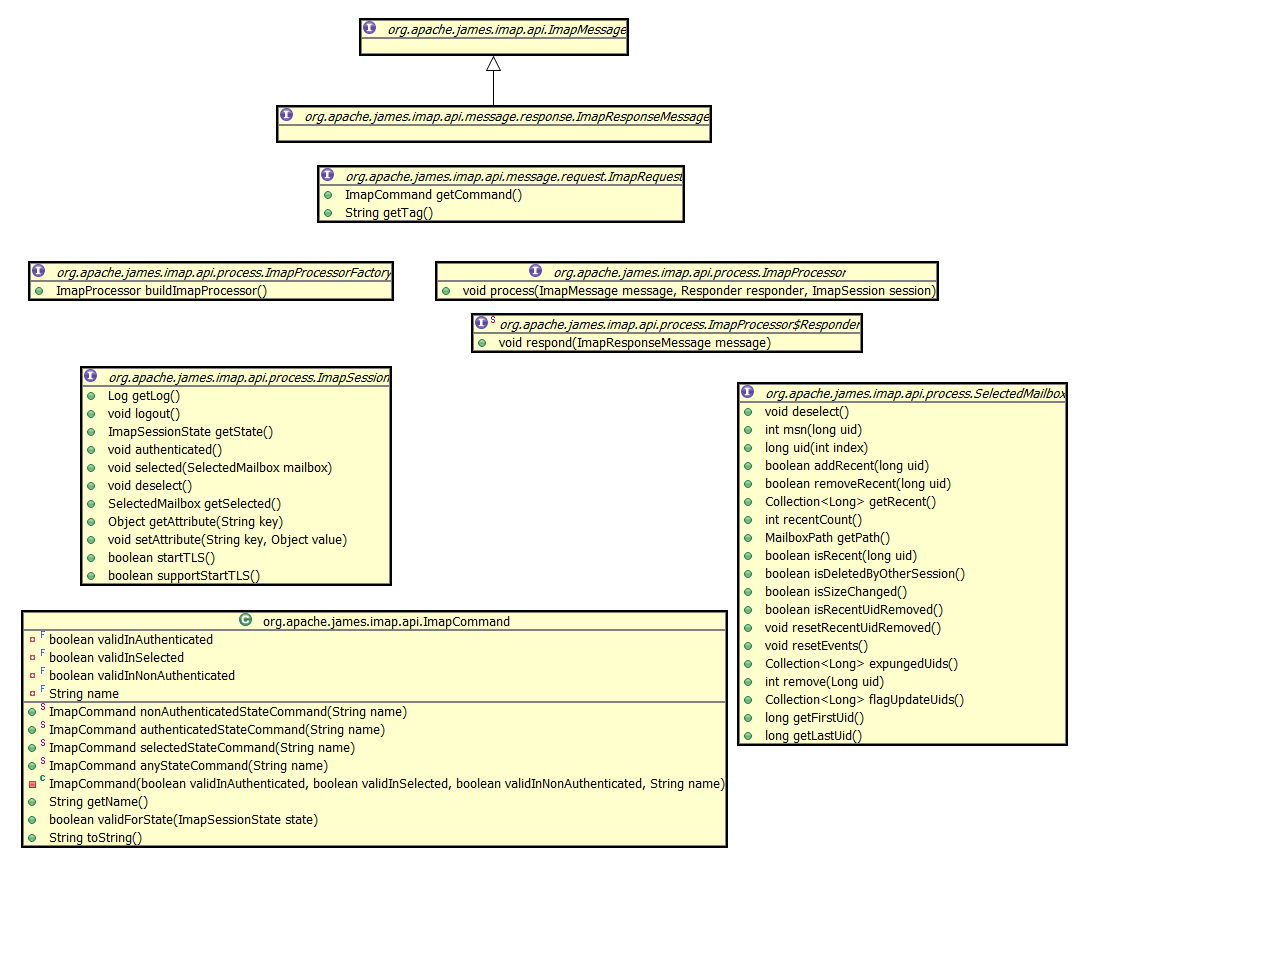 org.apache.james.imap.api.ImapMessage
org.apache.james.imap.api.message.response.ImapResponseMessage
org.apache.james.imap.api.message.request.ImapRequest
ImapCommand getCommand()
String getTag()
org.apache.james.imap.api.process.ImapProcessorFactory
ImapProcessor buildImapProcessor()
org.apache.james.imap.api.process.ImapProcessor
void process(ImapMessage message, Responder responder, ImapSession session)
org.apache.james.imap.api.process.ImapProcessor$Responder
void respond(ImapResponseMessage message)
org.apache.james.imap.api.process.ImapSession
Log getLog()
void logout()
ImapSessionState getState()
void authenticated()
void selected(SelectedMailbox mailbox)
void deselect()
SelectedMailbox getSelected()
Object getAttribute(String key)
void setAttribute(String key, Object value)
boolean startTLS()
boolean supportStartTLS()
org.apache.james.imap.api.process.SelectedMailbox
void deselect()
int msn(long uid)
long uid(int index)
boolean addRecent(long uid)
boolean removeRecent(long uid)
Collection<Long> getRecent()
int recentCount()
MailboxPath getPath()
boolean isRecent(long uid)
boolean isDeletedByOtherSession()
boolean isSizeChanged()
boolean isRecentUidRemoved()
void resetRecentUidRemoved()
void resetEvents()
Collection<Long> expungedUids()
int remove(Long uid)
Collection<Long> flagUpdateUids()
long getFirstUid()
long getLastUid()
org.apache.james.imap.api.ImapCommand
boolean validInAuthenticated
boolean validInSelected
boolean validInNonAuthenticated
String name
ImapCommand nonAuthenticatedStateCommand(String name)
ImapCommand authenticatedStateCommand(String name)
ImapCommand selectedStateCommand(String name)
ImapCommand anyStateCommand(String name)
ImapCommand(boolean validInAuthenticated, boolean validInSelected, boolean validInNonAuthenticated, String name)
String getName()
boolean validForState(ImapSessionState state)
String toString()